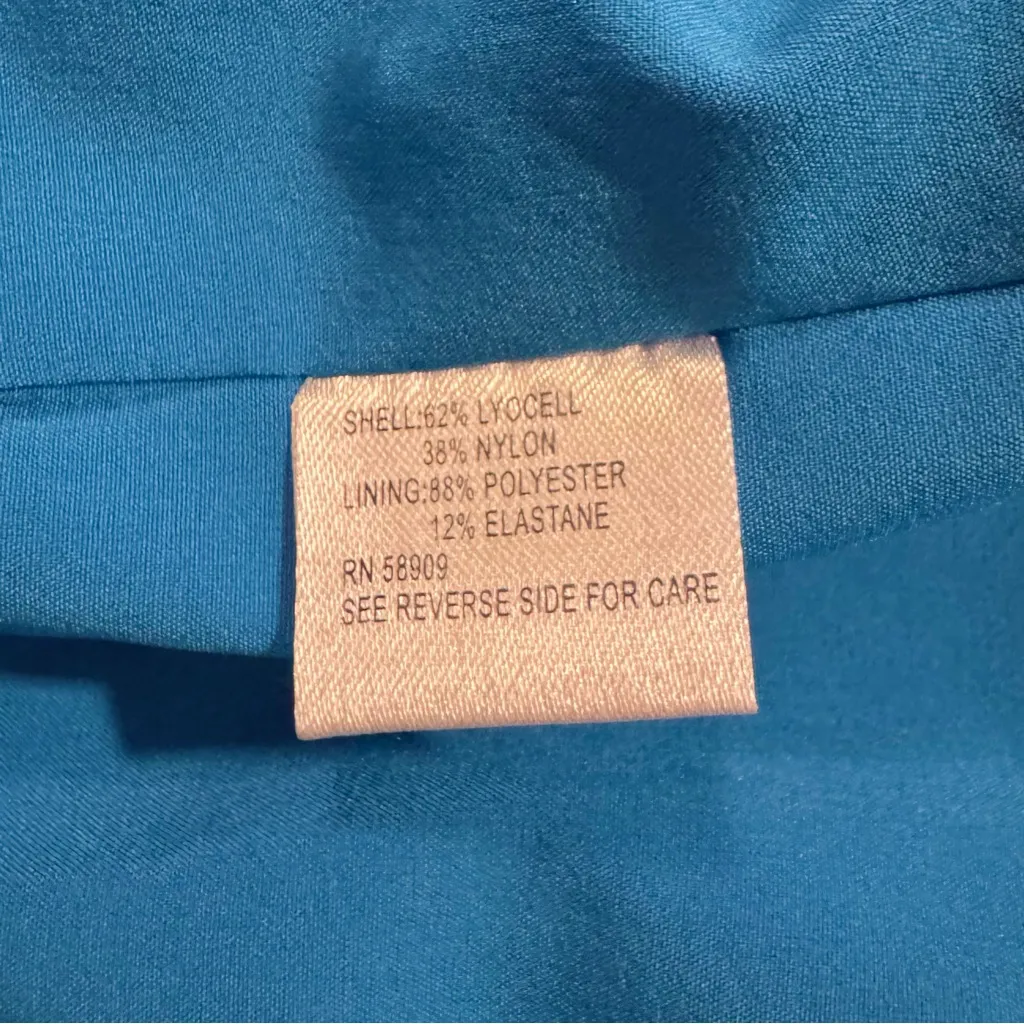 SHELL:62% LYOCELL
38% NYLON
LINING:88% POLYESTER
12% ELASTANE
RN 58909
SEE REVERSE SIDE FOR CARE